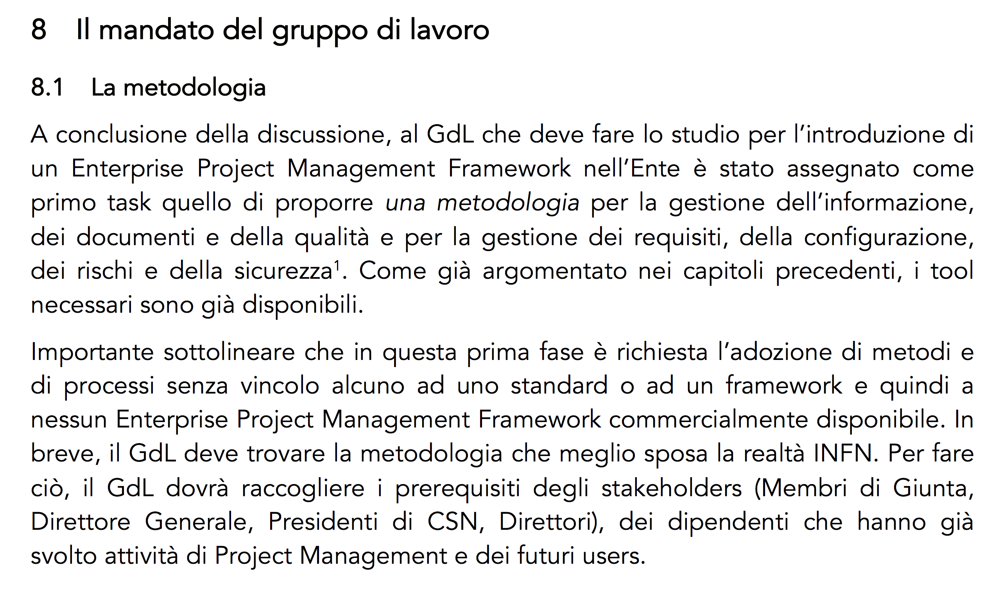 8 Il mandato del gruppo di lavoro
8.1 La metodologia
A conclusione della discussione, al GdL che deve fare lo studio per l’introduzione di
un Enterprise Project Management Framework nell’Ente è stato assegnato come
primo task quello di proporre una metodologia per la gestione dell’informazione,
dei documenti e della qualità e per la gestione dei requisiti, della configurazione,
dei rischi e della sicurezza¹. Come già argomentato nei capitoli precedenti, i tool
necessari sono già disponibili.
Importante sottolineare che in questa prima fase è richiesta l’adozione di metodi e
di processi senza vincolo alcuno ad uno standard o ad un framework e quindi a
nessun Enterprise Project Management Framework commercialmente disponibile. In
breve, il GdL deve trovare la metodologia che meglio sposa la realtà INFN. Per fare
ciò, il GdL dovrà raccogliere i prerequisiti degli stakeholders (Membri di Giunta,
Direttore Generale, Presidenti di CSN, Direttori), dei dipendenti che hanno già
svolto attività di Project Management e dei futuri users.